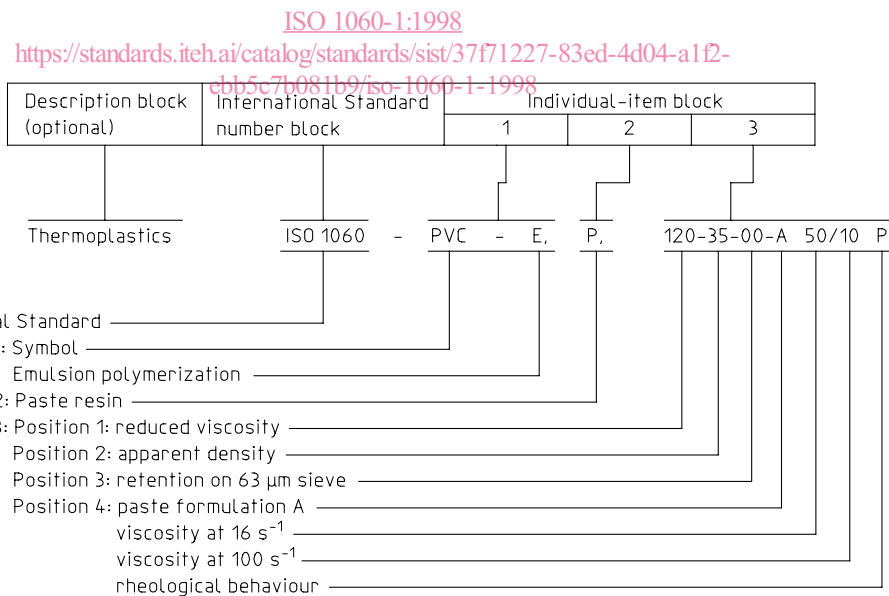 ISO 1060-1:1998
https://standards.iteh.ai/catalog/standards/sist/37f71227-83ed-4d04-a1f2-
ebb5c7b081b9/iso-1060-1-1998
Description block
(optional)
International Standard
number block
Individual-item block
1 2 3
Thermoplastics ISO 1060 - PVC - E, P, 120-35-00-A 50/10 P
al Standard
: Symbol
Emulsion polymerization
2: Paste resin
3: Position 1: reduced viscosity
Position 2: apparent density
Position 3: retention on 63 µm sieve
Position 4: paste formulation A
viscosity at 16 s⁻¹
viscosity at 100 s⁻¹
rheological behaviour